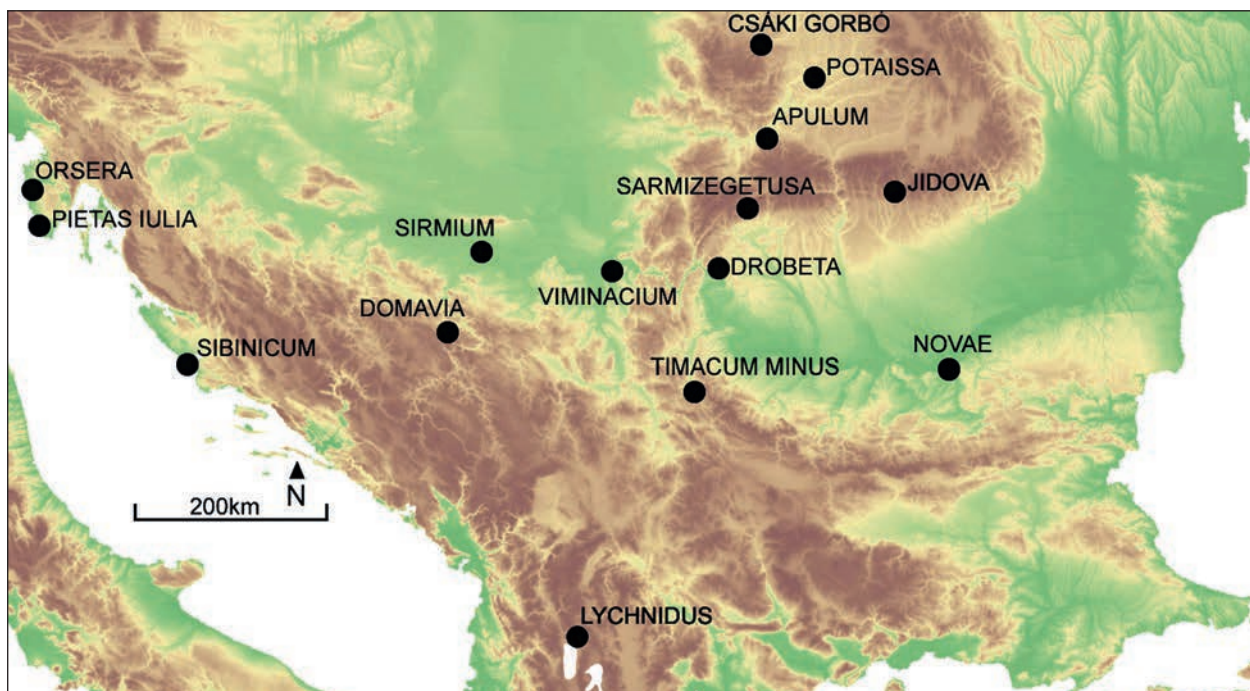 CSÁKI GORBÓ
POTAISSA
APULUM
ORSERA
SARMIZEGETUSA
JIDOVA
PIETAS IULIA
SIRMIUM
DROBETA
VIMINACIUM
DOMAVIA
SIBINICUM
NOVAE
TIMACUM MINUS
N
200km
LYCHNIDUS